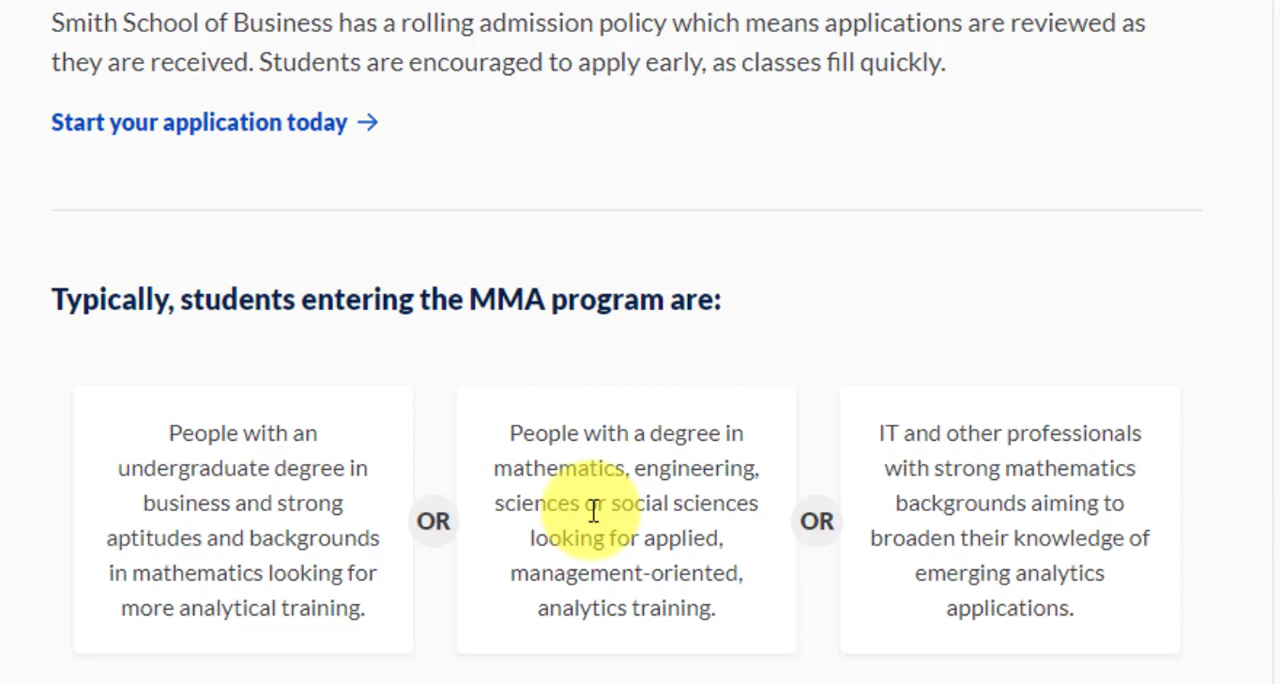 Smith School of Business has a rolling admission policy which means applications are reviewed as
they are received. Students are encouraged to apply early, as classes fill quickly.
Start your application today →
Typically, students entering the MMA program are:
People with an
undergraduate degree in
business and strong
aptitudes and backgrounds
in mathematics looking for
more analytical training.
OR
People with a degree in
mathematics, engineering,
sciences or social sciences
looking for applied,
management-oriented,
analytics training.
OR
IT and other professionals
with strong mathematics
backgrounds aiming to
broaden their knowledge of
emerging analytics
applications.